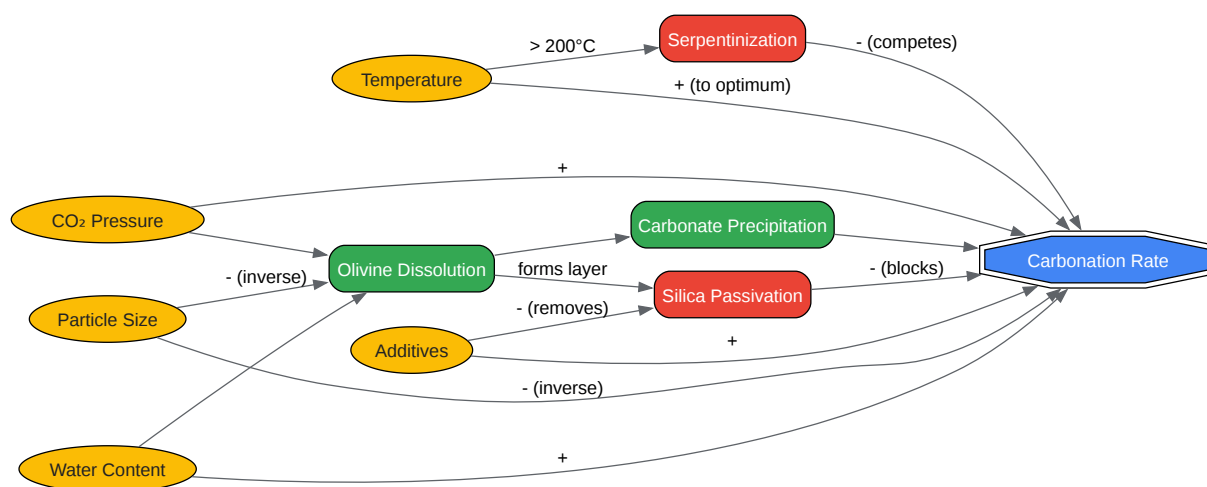 Serpentinization
> 200°C
- (competes)
Temperature
+ (to optimum)
+
CO₂ Pressure
Carbonate Precipitation
Olivine Dissolution
Carbonation Rate
- (inverse)
forms layer
- (blocks)
Silica Passivation
- (removes)
Particle Size
Additives
+
- (inverse)
+
Water Content